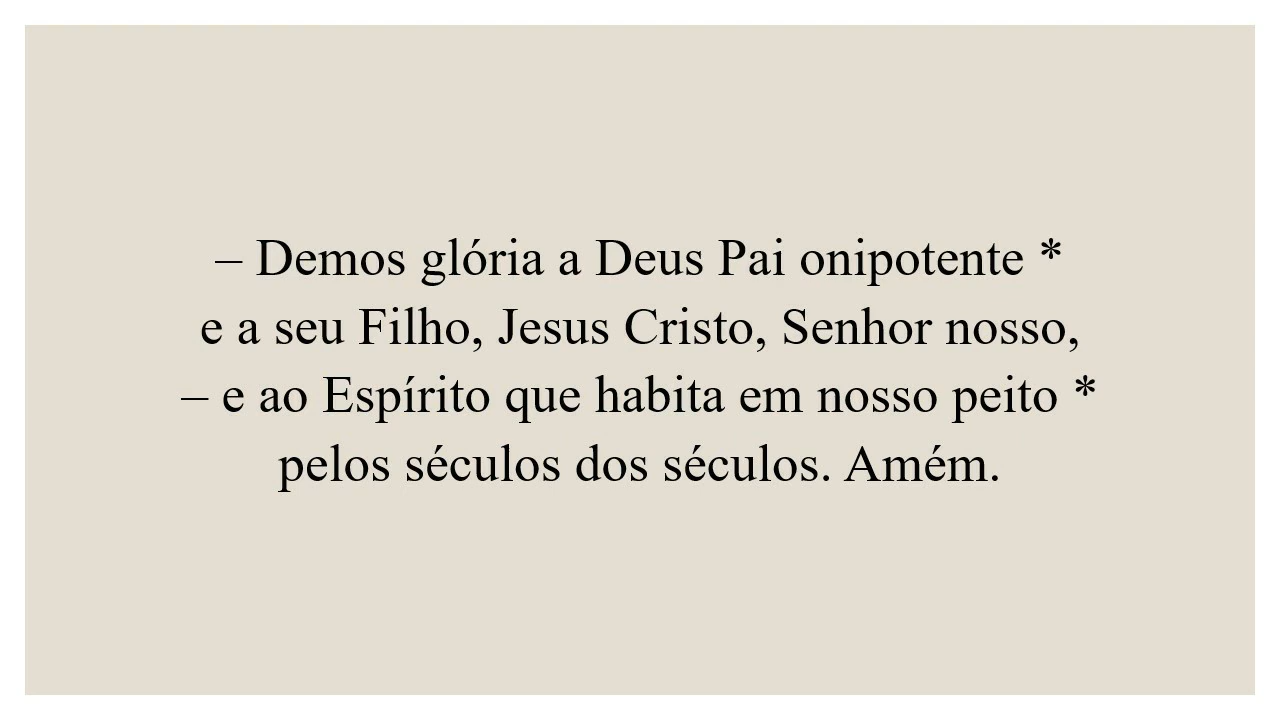 – Demos glória a Deus Pai onipotente *
e a seu Filho, Jesus Cristo, Senhor nosso,
– e ao Espírito que habita em nosso peito *
pelos séculos dos séculos. Amém.